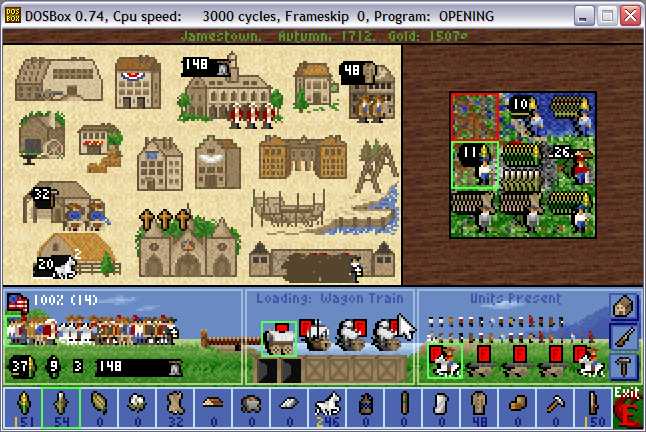 DOSBox 0.74, Cpu speed: 3000 cycles, Frameskip 0, Program: OPENING
Jamestown. Autumn, 1712. Gold: 1507
148
48
10
11
26
32
20
2
100% (14)
Loading: Wagon Train
Units Present
37 9 3 148
Exit
151 54 0 0 32 0 0 0 246 0 0 0 48 0 0 150